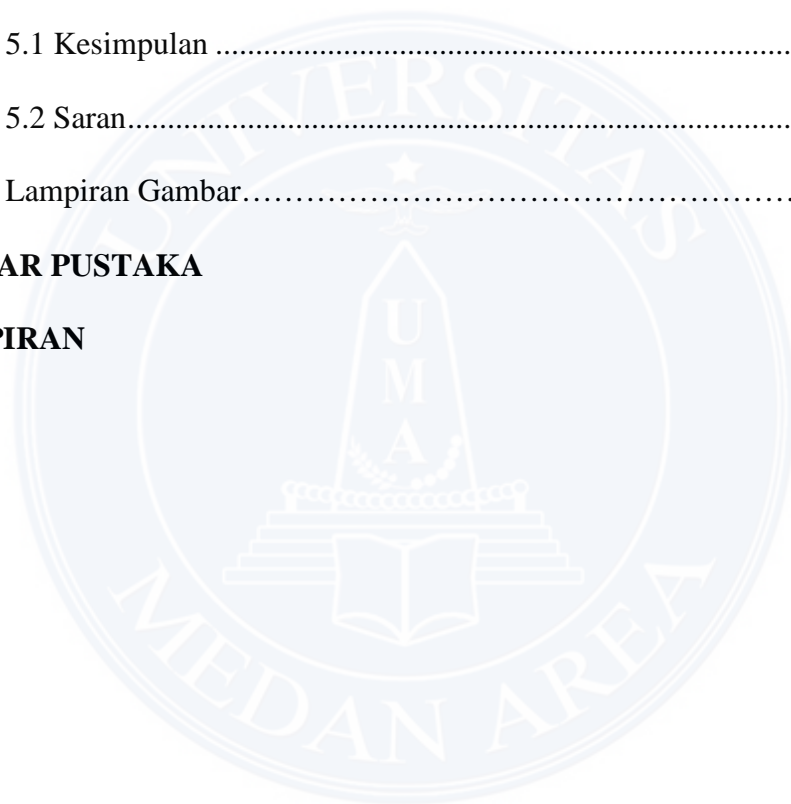 5.1 Kesimpulan ........................................................................
5.2 Saran...................................................................................
Lampiran Gambar……………………………………………
AR PUSTAKA
PIRAN
UNIVERSITAS
U
M
A
MEDAN AREA